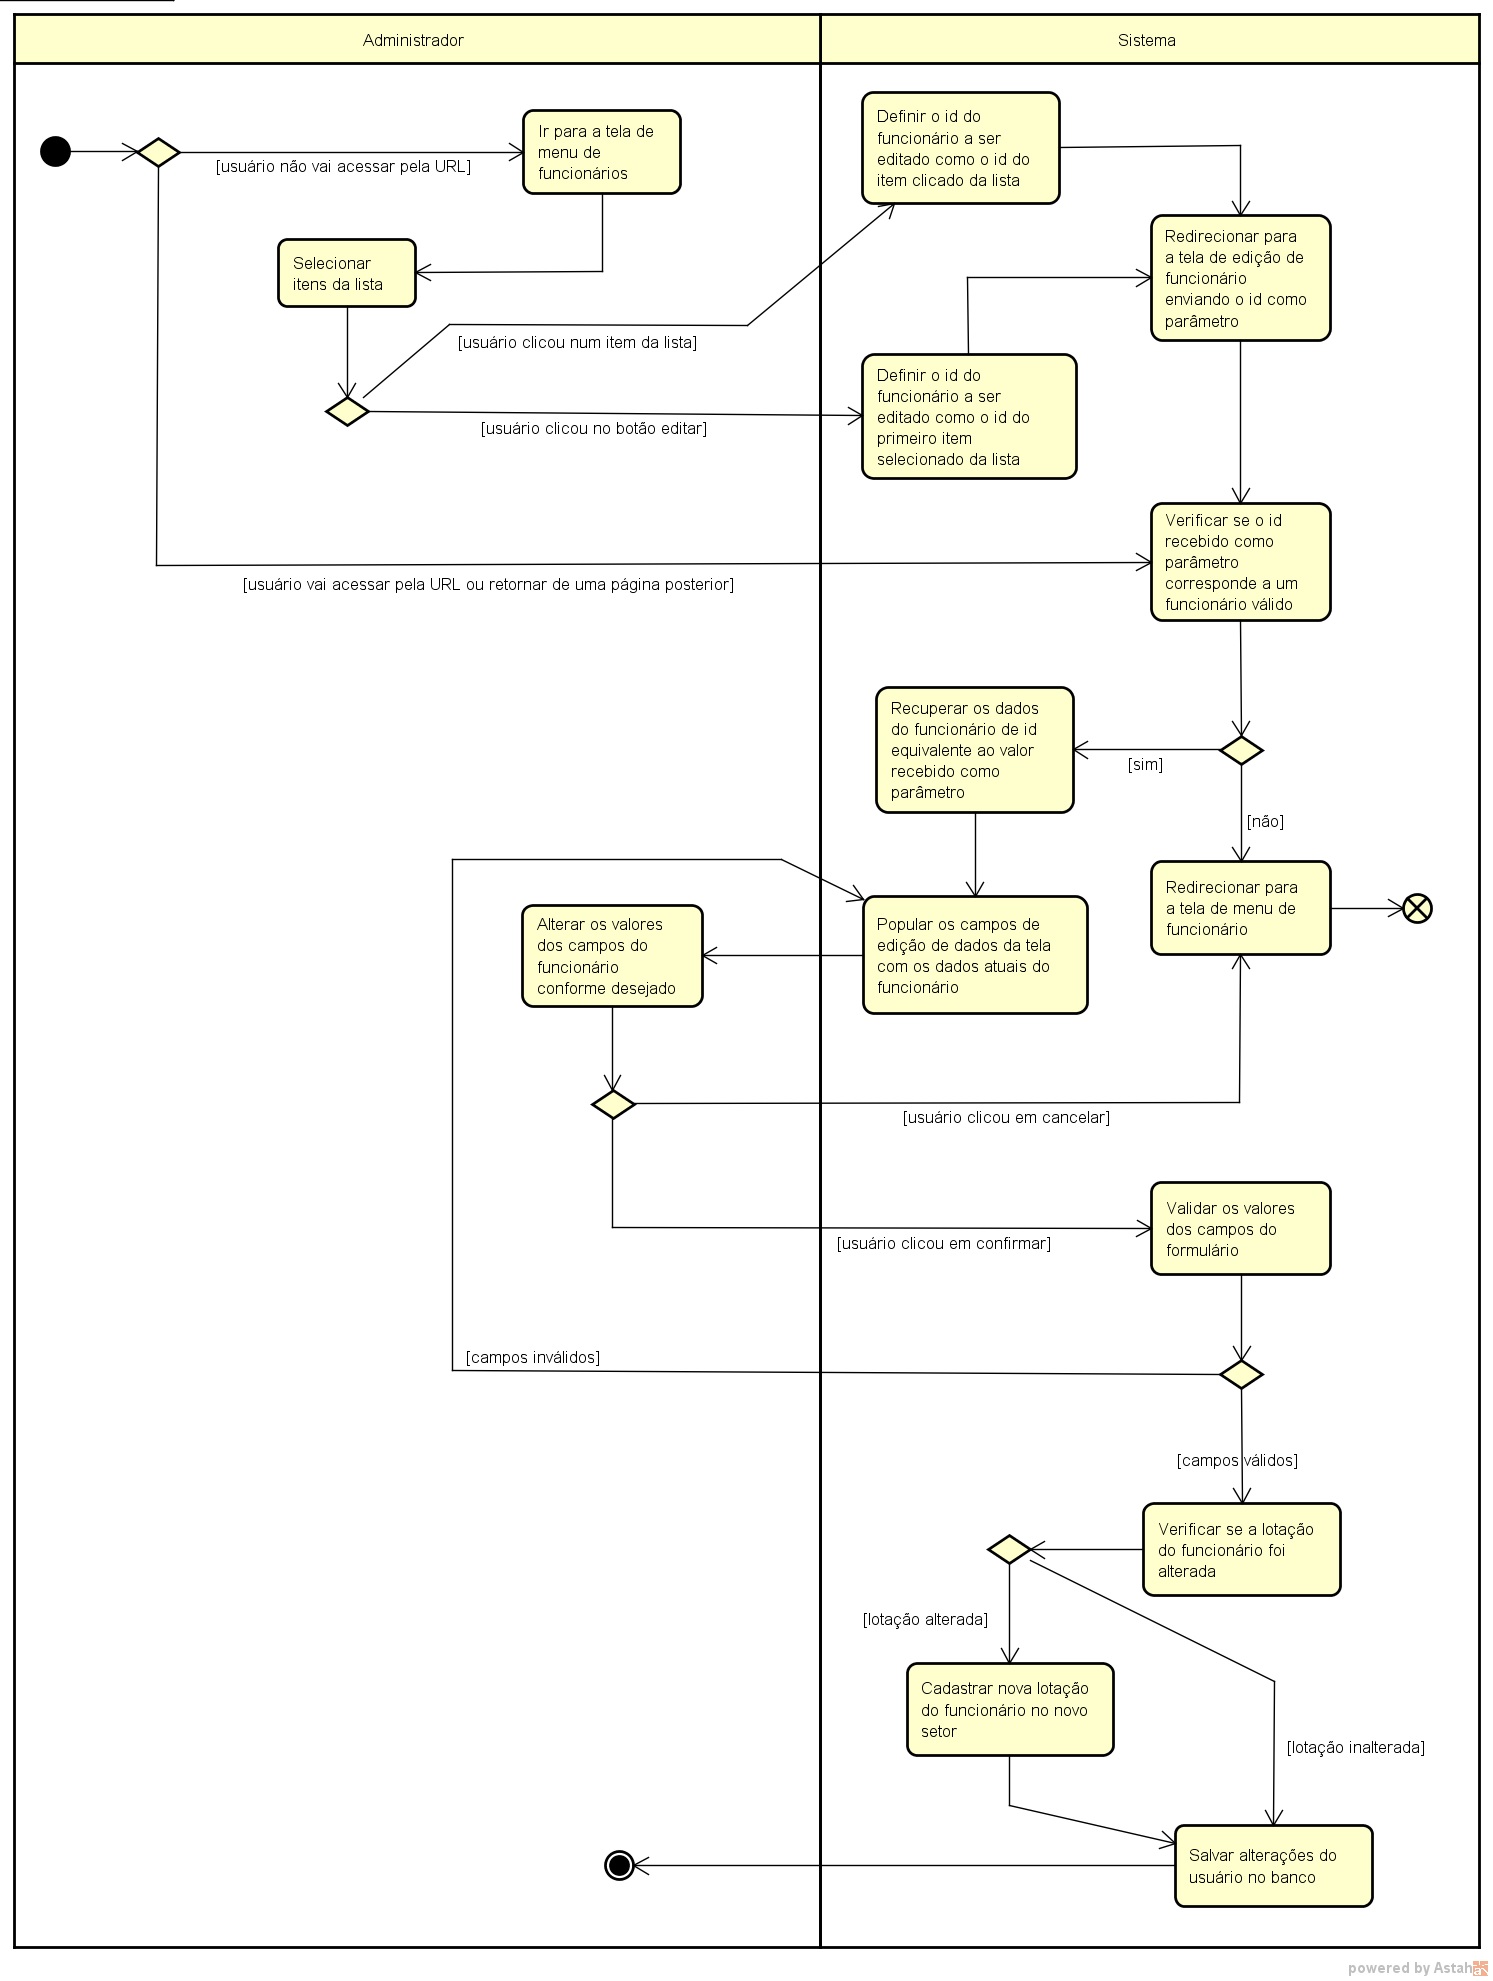 Administrador
Sistema
Ir para a tela de
menu de
funcionários
[usuário não vai acessar pela URL]
Definir o id do
funcionário a ser
editado como o id do
item clicado da lista
Selecionar
itens da lista
Redirecionar para
a tela de edição de
funcionário
enviando o id como
parâmetro
[usuário clicou num item da lista]
[usuário clicou no botão editar]
Definir o id do
funcionário a ser
editado como o id do
primeiro item
selecionado da lista
[usuário vai acessar pela URL ou retornar de uma página posterior]
Verificar se o id
recebido como
parâmetro
corresponde a um
funcionário válido
Recuperar os dados
do funcionário de id
equivalente ao valor
recebido como
parâmetro
[sim]
[não]
Alterar os valores
dos campos do
funcionário
conforme desejado
Popular os campos de
edição de dados da tela
com os dados atuais do
funcionário
Redirecionar para
a tela de menu de
funcionário
[usuário clicou em cancelar]
[usuário clicou em confirmar]
Validar os valores
dos campos do
formulário
[campos inválidos]
[campos válidos]
Verificar se a lotação
do funcionário foi
alterada
[lotação alterada]
Cadastrar nova lotação
do funcionário no novo
setor
[lotação inalterada]
Salvar alterações do
usuário no banco
powered by Astah